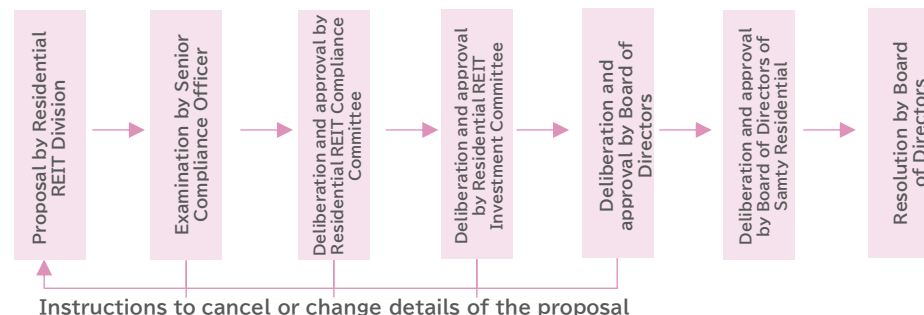 Proposal by Residential
REIT Division
Examination by Senior
Compliance Officer
Deliberation and approval by
Residential REIT Compliance
Committee
Deliberation and approval
by Residential REIT
Investment Committee
Deliberation and
approval by Board of
Directors
Deliberation and approval
by Board of Directors of
Samty Residential
Resolution by Board
of Directors
Instructions to cancel or change details of the proposal